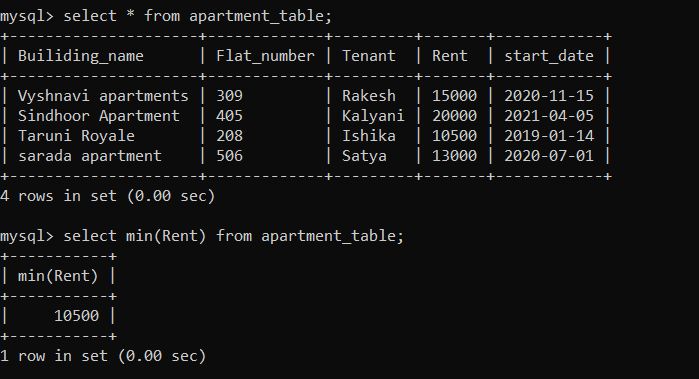 mysql> select * from apartment_table;
+--------------------+-------------+---------+-------+------------+
| Builiding_name     | Flat_number | Tenant  | Rent  | start_date |
+--------------------+-------------+---------+-------+------------+
| Vyshnavi apartments | 309         | Rakesh  | 15000 | 2020-11-15 |
| Sindhoor Apartment  | 405         | Kalyani | 20000 | 2021-04-05 |
| Taruni Royale       | 208         | Ishika  | 10500 | 2019-01-14 |
| sarada apartment    | 506         | Satya   | 13000 | 2020-07-01 |
+--------------------+-------------+---------+-------+------------+
4 rows in set (0.00 sec)
mysql> select min(Rent) from apartment_table;
+-----------+
| min(Rent) |
+-----------+
|     10500 |
+-----------+
1 row in set (0.00 sec)